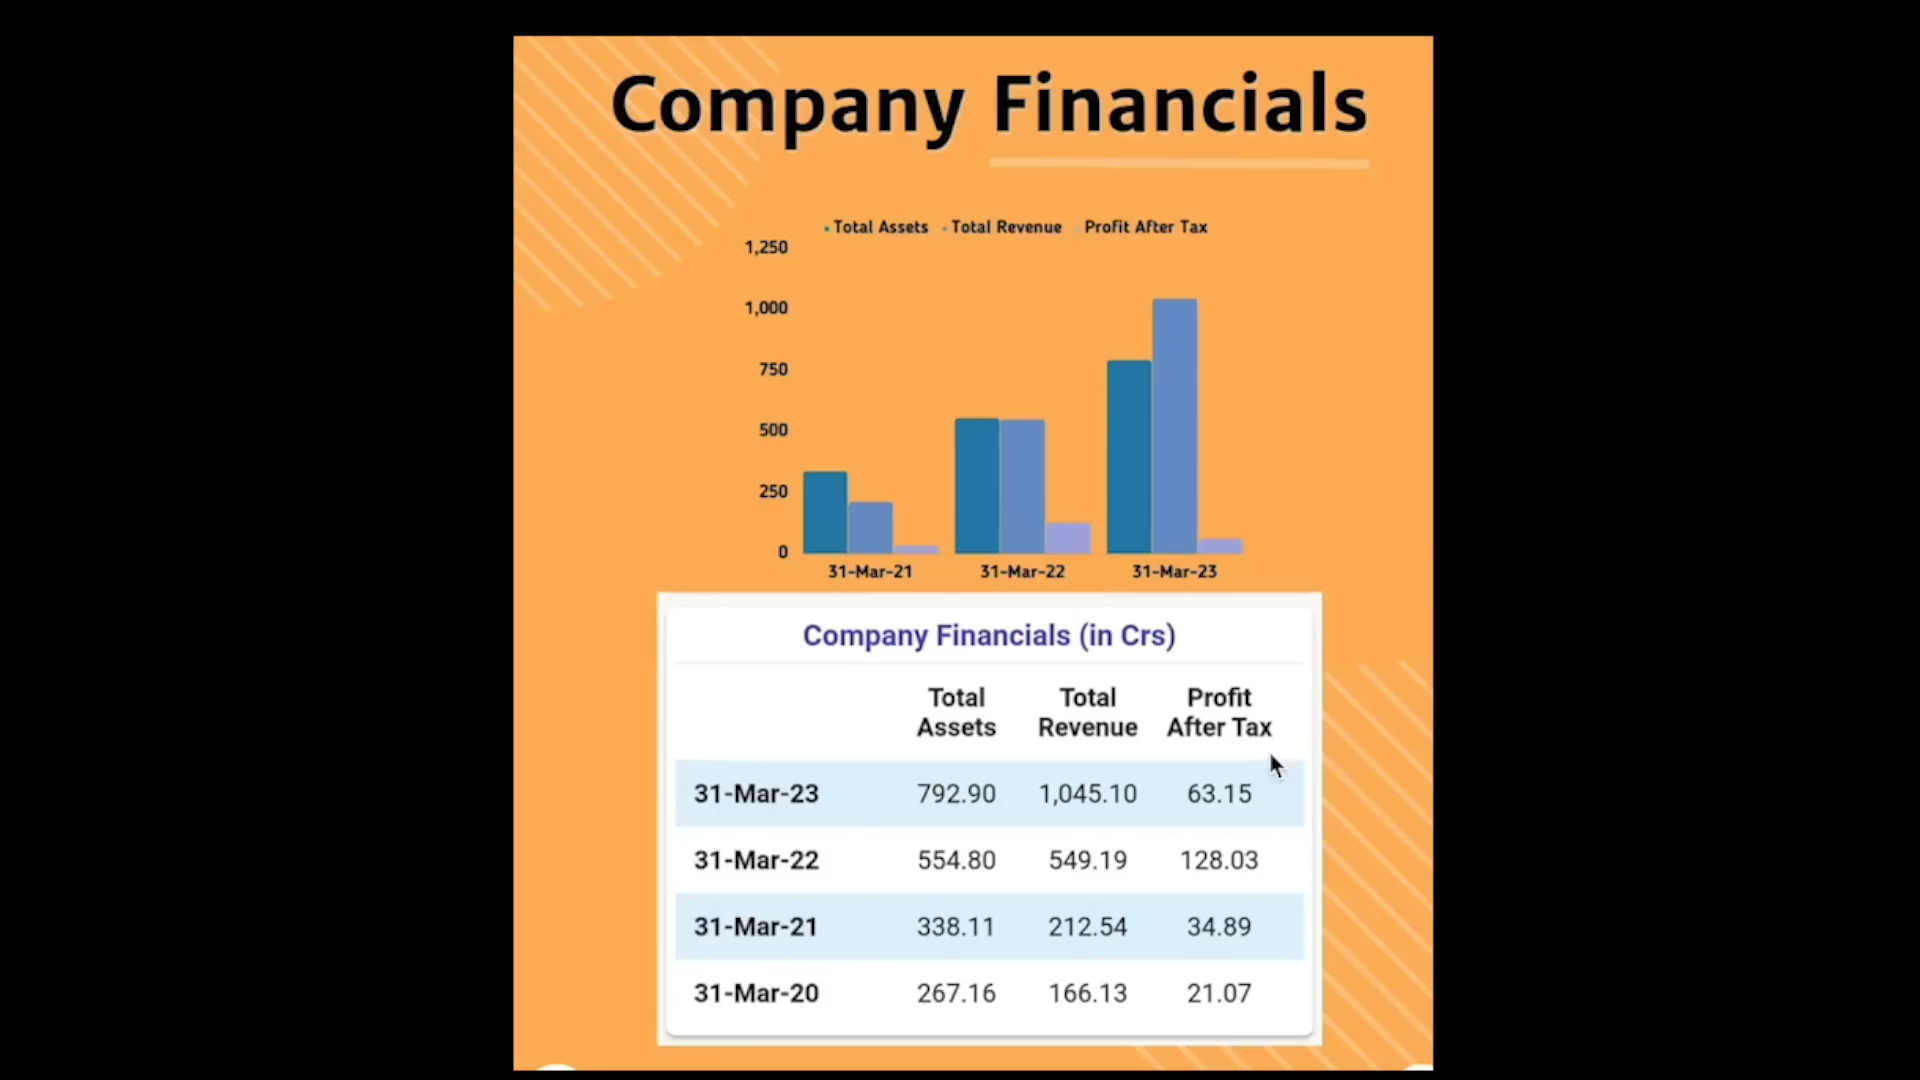 Company Financials
Total Assets Total Revenue Profit After Tax
1,250
1,000
750
500
250
0
31-Mar-21 31-Mar-22 31-Mar-23
Company Financials (in Crs)
Total Assets Total Revenue Profit After Tax
31-Mar-23 792.90 1,045.10 63.15
31-Mar-22 554.80 549.19 128.03
31-Mar-21 338.11 212.54 34.89
31-Mar-20 267.16 166.13 21.07